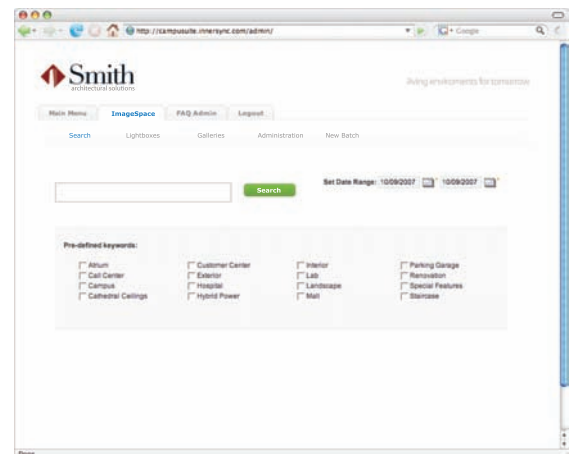 http://campusuite.innersync.com/admin/
Google
Smith
architectural solutions
living enviroments for tomorrow
Main Menu ImageSpace FAQ Admin Logout
Search Lightboxes Galleries Administration New Batch
Search
Set Date Range: 10/09/2007 10/09/2007
Pre-defined keywords:
Atrium Customer Center Interior Parking Garage
Call Center Exterior Lab Renovation
Campus Hospital Landscape Special Features
Cathedral Ceilings Hybrid Power Mall Staircase